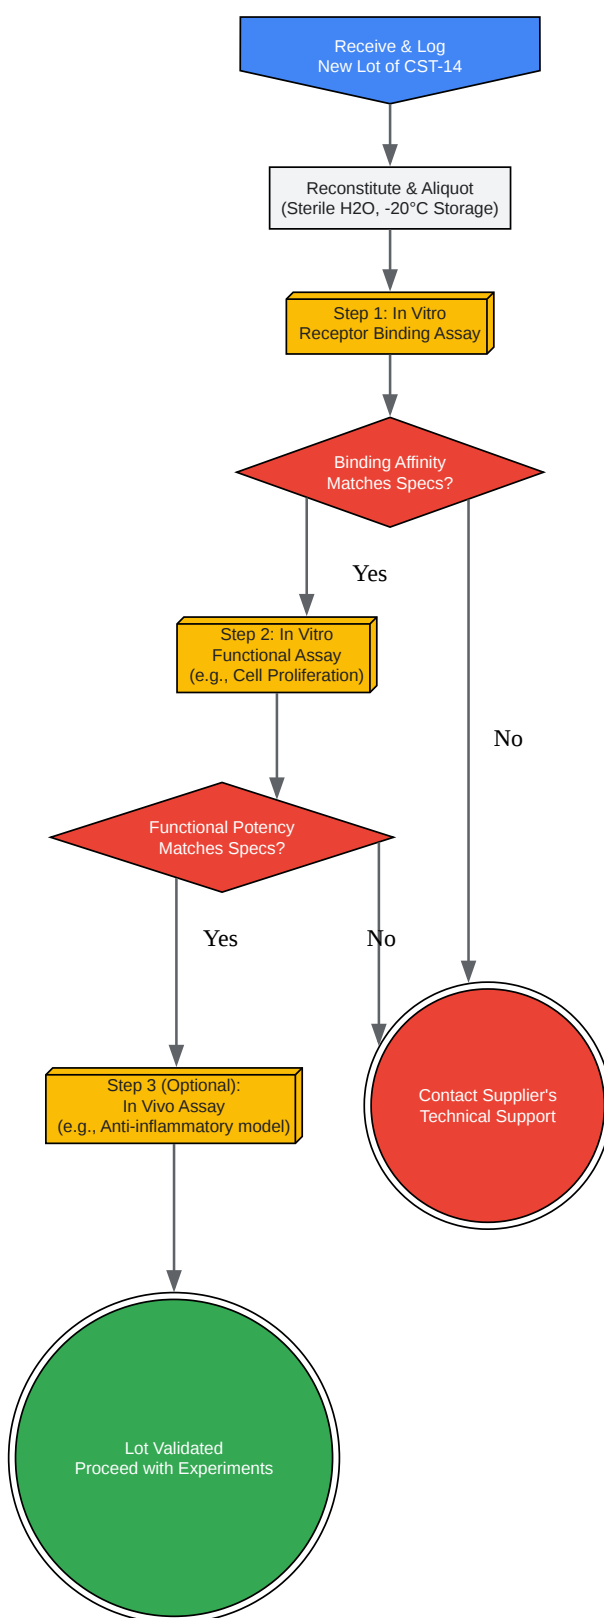 Receive & Log
New Lot of CST-14
Reconstitute & Aliquot
(Sterile H2O, -20°C Storage)
Step 1: In Vitro
Receptor Binding Assay
Binding Affinity
Matches Specs?
Yes
Step 2: In Vitro
Functional Assay
(e.g., Cell Proliferation)
No
Functional Potency
Matches Specs?
Yes
No
Step 3 (Optional):
In Vivo Assay
(e.g., Anti-inflammatory model)
Contact Supplier's
Technical Support
Lot Validated
Proceed with Experiments